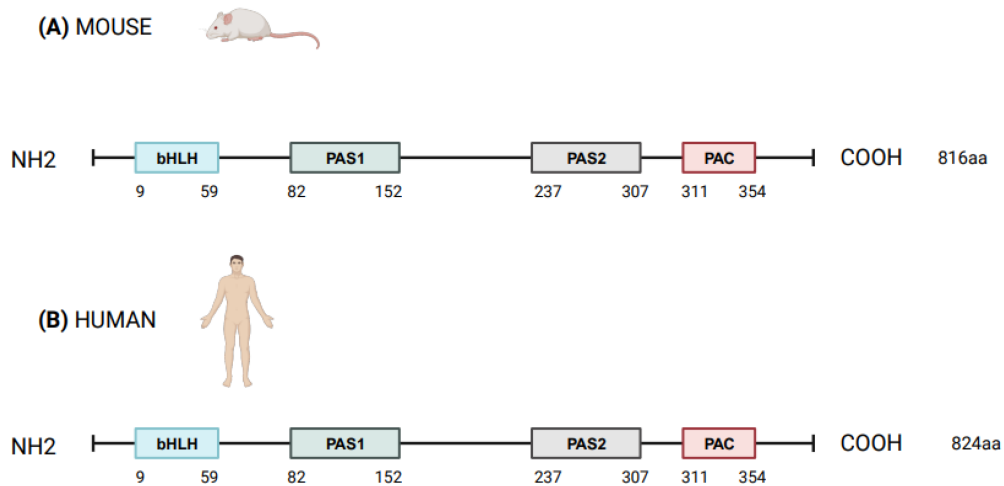 (A) MOUSE
NH2 bHLH PAS1 PAS2 PAC COOH 816aa
9 59 82 152 237 307 311 354
(B) HUMAN
NH2 bHLH PAS1 PAS2 PAC COOH 824aa
9 59 82 152 237 307 311 354